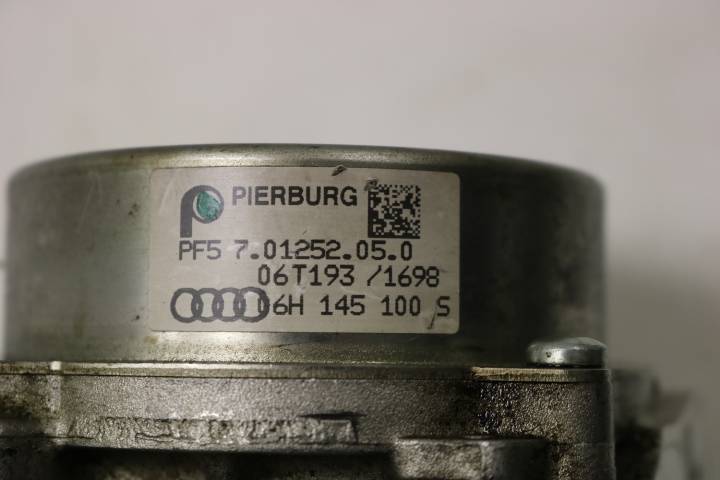 PIERBURG
PF5 7.01252.05.0
06T193 /1698
06H 145 100 S